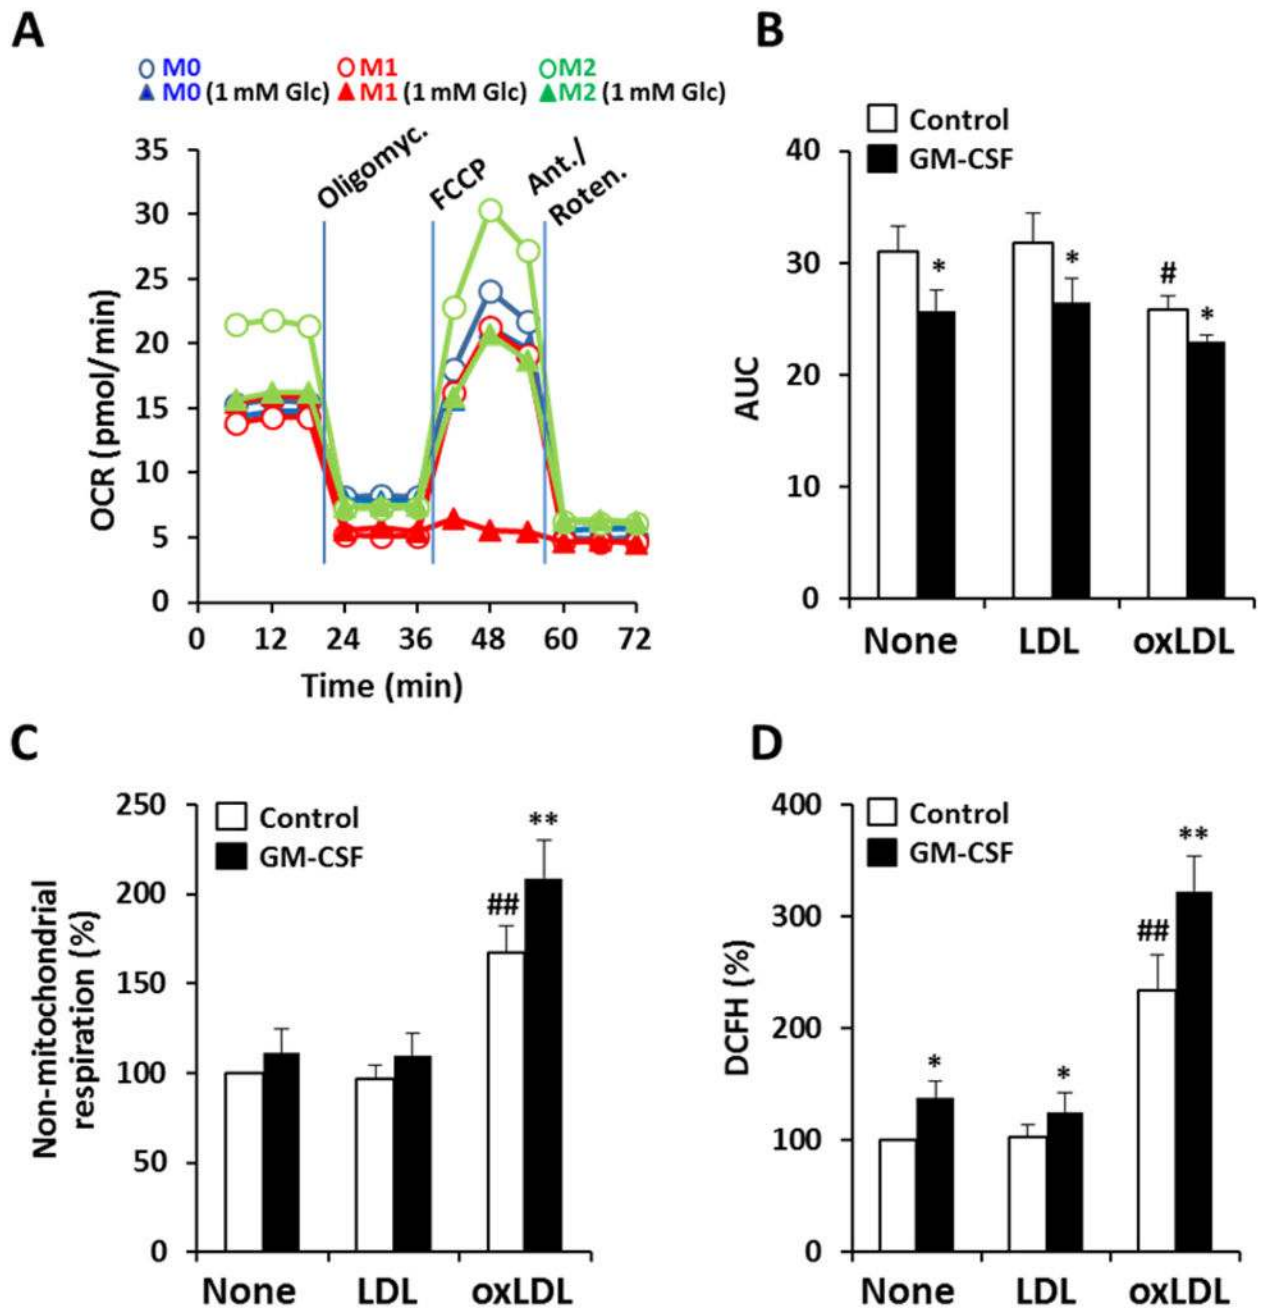 A
M0 M1 M2
M0 (1 mM Glc) M1 (1 mM Glc) M2 (1 mM Glc)
Oligomyc.
FCCP
Ant./
Roten.
35
30
25
20
15
10
5
0
OCR (pmol/min)
0 12 24 36 48 60 72
Time (min)
B
Control
GM-CSF
40
30
20
10
0
AUC
*
*
#
*
None LDL oxLDL
C
Control
GM-CSF
250
200
150
100
50
0
Non-mitochondrial
respiration (%)
##
**
None LDL oxLDL
D
Control
GM-CSF
400
300
200
100
0
DCFH (%)
*
*
##
**
None LDL oxLDL